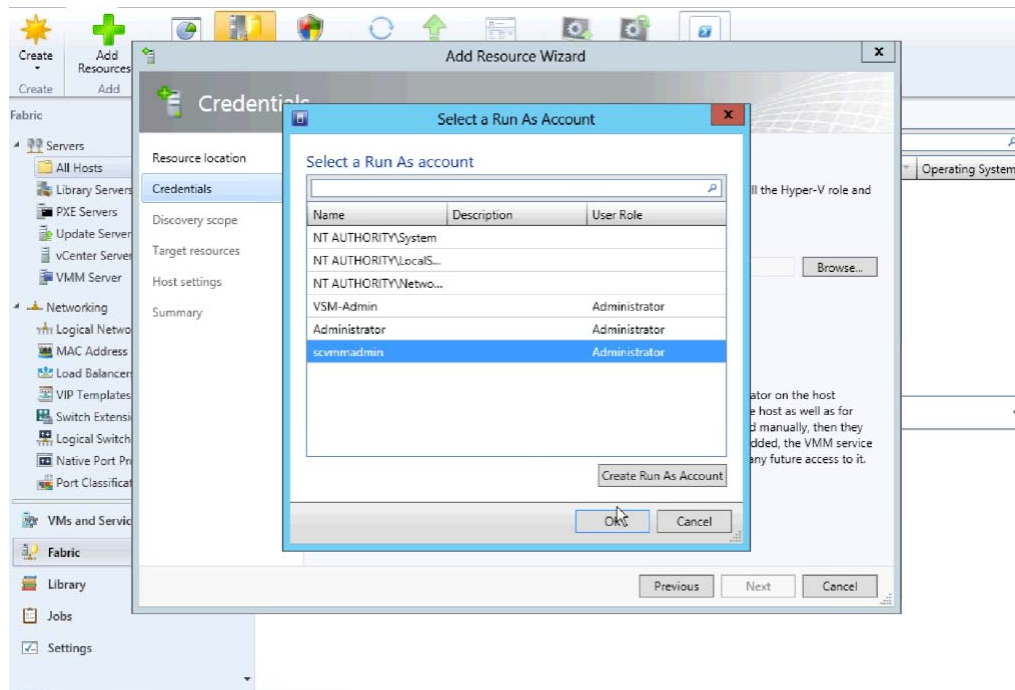 Create
Add
Resources
Create
Add
Fabric
Servers
All Hosts
Library Servers
PXE Servers
Update Server
vCenter Server
VMM Server
Networking
Logical Netwo
MAC Address
Load Balancer
VIP Templates
Switch Extensi
Logical Switch
Native Port Pr
Port Classificat
VMs and Servic
Fabric
Library
Jobs
Settings
Add Resource Wizard
x
Credentials
Resource location
Credentials
Discovery scope
Target resources
Host settings
Summary
ll the Hyper-V role and
Browse...
ator on the host
e host as well as for
d manually, then they
dded, the VMM service
any future access to it.
Previous
Next
Cancel
Select a Run As Account
x
Select a Run As account
Name Description User Role
NT AUTHORITY\System
NT AUTHORITY\LocalS...
NT AUTHORITY\Netwo...
VSM-Admin Administrator
Administrator Administrator
scvmmadmin Administrator
Create Run As Account
OK
Cancel
Operating System